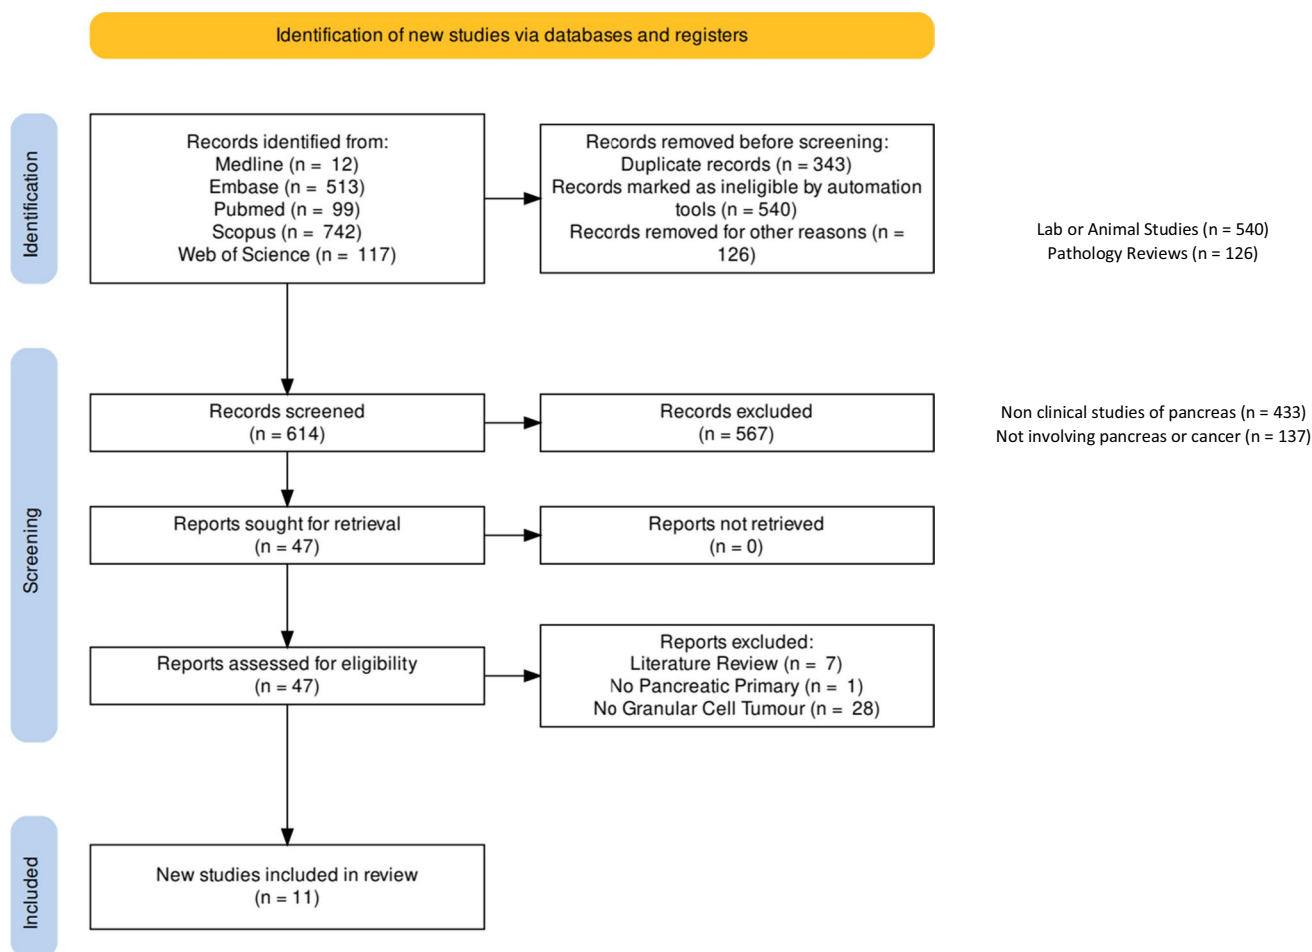 Identification of new studies via databases and registers
Identification
Records identified from:
Medline (n = 12)
Embase (n = 513)
Pubmed (n = 99)
Scopus (n = 742)
Web of Science (n = 117)
Records removed before screening:
Duplicate records (n = 343)
Records marked as ineligible by automation
tools (n = 540)
Records removed for other reasons (n =
126)
Lab or Animal Studies (n = 540)
Pathology Reviews (n = 126)
Screening
Records screened
(n = 614)
Records excluded
(n = 567)
Non clinical studies of pancreas (n = 433)
Not involving pancreas or cancer (n = 137)
Reports sought for retrieval
(n = 47)
Reports not retrieved
(n = 0)
Reports assessed for eligibility
(n = 47)
Reports excluded:
Literature Review (n = 7)
No Pancreatic Primary (n = 1)
No Granular Cell Tumour (n = 28)
Included
New studies included in review
(n = 11)